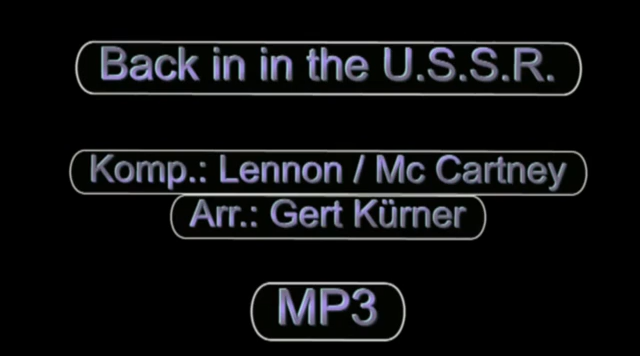 Back in in the U.S.S.R.
Komp.: Lennon / Mc Cartney
Arr.: Gert Kürner
MP3